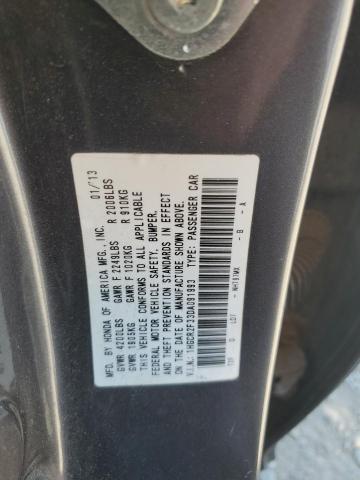 MFD. BY HONDA OF AMERICA MFG., INC. 01/13
GVWR 4200LBS GAWR F 2249LBS R 2006LBS
GVWR 1905KG GAWR F 1020KG R 910KG
THIS VEHICLE CONFORMS TO ALL APPLICABLE
FEDERAL MOTOR VEHICLE SAFETY, BUMPER,
AND THEFT PREVENTION STANDARDS IN EFFECT
ON THE DATE OF MANUFACTURE SHOWN ABOVE.
V.I.N.: 1HGCR2F33DA091993 TYPE: PASSENGER CAR